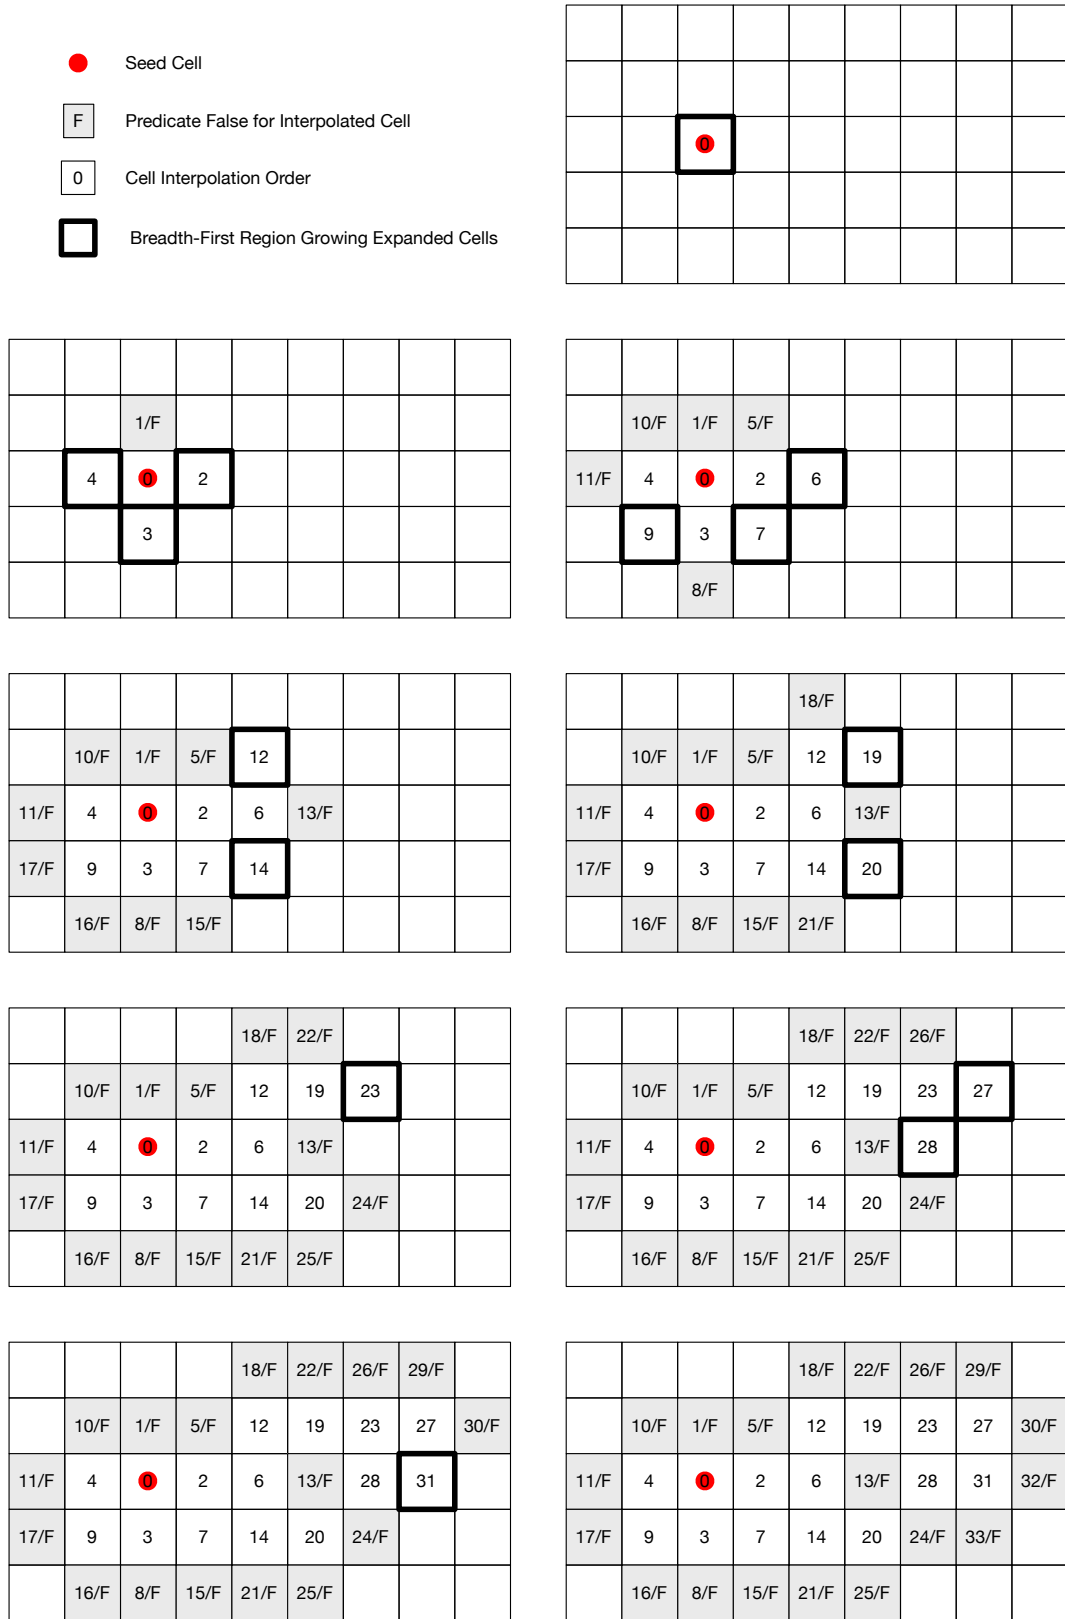 Seed Cell
F Predicate False for Interpolated Cell
0 Cell Interpolation Order
Breadth-First Region Growing Expanded Cells
0
1/F
4 0 2
3
10/F 1/F 5/F
11/F 4 0 2 6
9 3 7
8/F
10/F 1/F 5/F 12
11/F 4 0 2 6 13/F
17/F 9 3 7 14
16/F 8/F 15/F
18/F
10/F 1/F 5/F 12 19
11/F 4 0 2 6 13/F
17/F 9 3 7 14 20
16/F 8/F 15/F 21/F
18/F 22/F
10/F 1/F 5/F 12 19 23
11/F 4 0 2 6 13/F
17/F 9 3 7 14 20 24/F
16/F 8/F 15/F 21/F 25/F
18/F 22/F 26/F
10/F 1/F 5/F 12 19 23 27
11/F 4 0 2 6 13/F 28
17/F 9 3 7 14 20 24/F
16/F 8/F 15/F 21/F 25/F
18/F 22/F 26/F 29/F
10/F 1/F 5/F 12 19 23 27 30/F
11/F 4 0 2 6 13/F 28 31
17/F 9 3 7 14 20 24/F
16/F 8/F 15/F 21/F 25/F
18/F 22/F 26/F 29/F
10/F 1/F 5/F 12 19 23 27 30/F
11/F 4 0 2 6 13/F 28 31 32/F
17/F 9 3 7 14 20 24/F 33/F
16/F 8/F 15/F 21/F 25/F